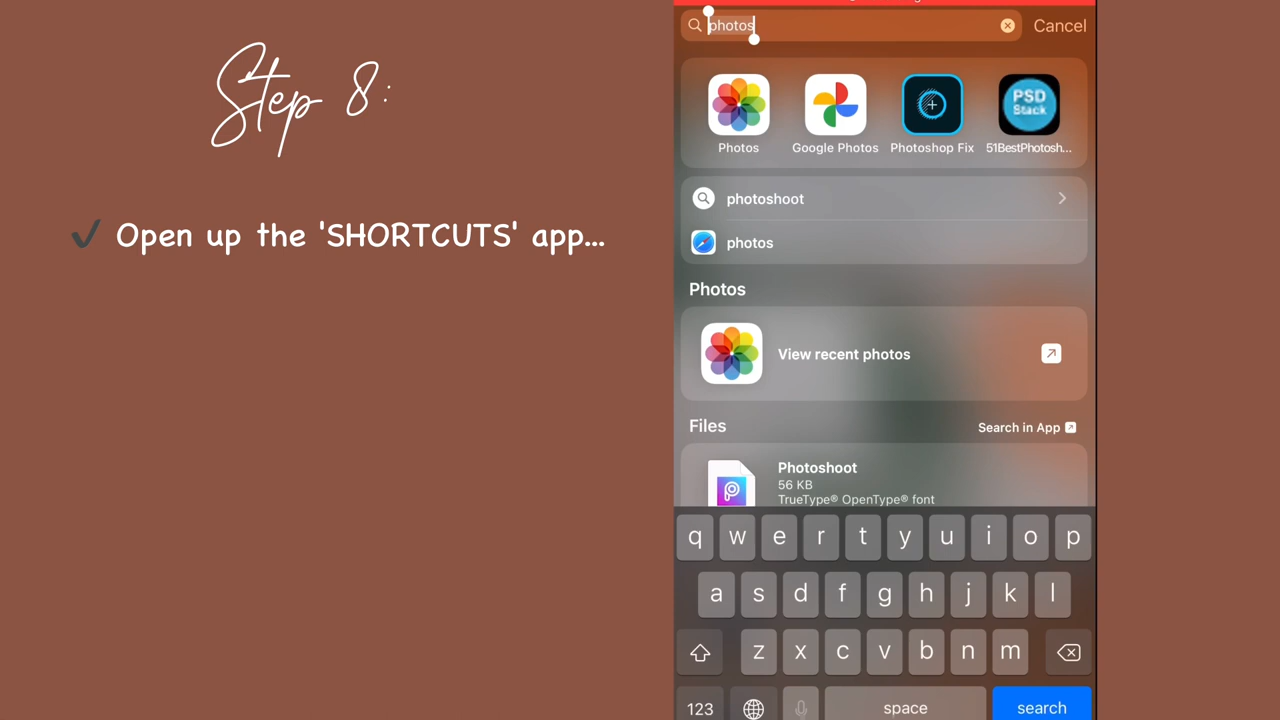 Step 8:
✔ Open up the 'SHORTCUTS' app...
photos
Cancel
PSD
Stack
Photos
Google Photos
Photoshop Fix
51BestPhotosh...
photoshoot
photos
Photos
View recent photos
Files
Search in App
Photoshoot
56 KB
TrueType® OpenType® font
q w e r t y u i o p
a s d f g h j k l
z x c v b n m
123
space
search